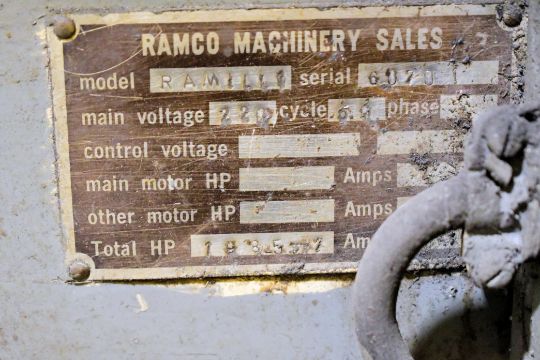 RAMCO MACHINERY SALES
model serial
main voltage 220 cycle phase
control voltage
main motor HP Amps
other motor HP Amps
Total HP